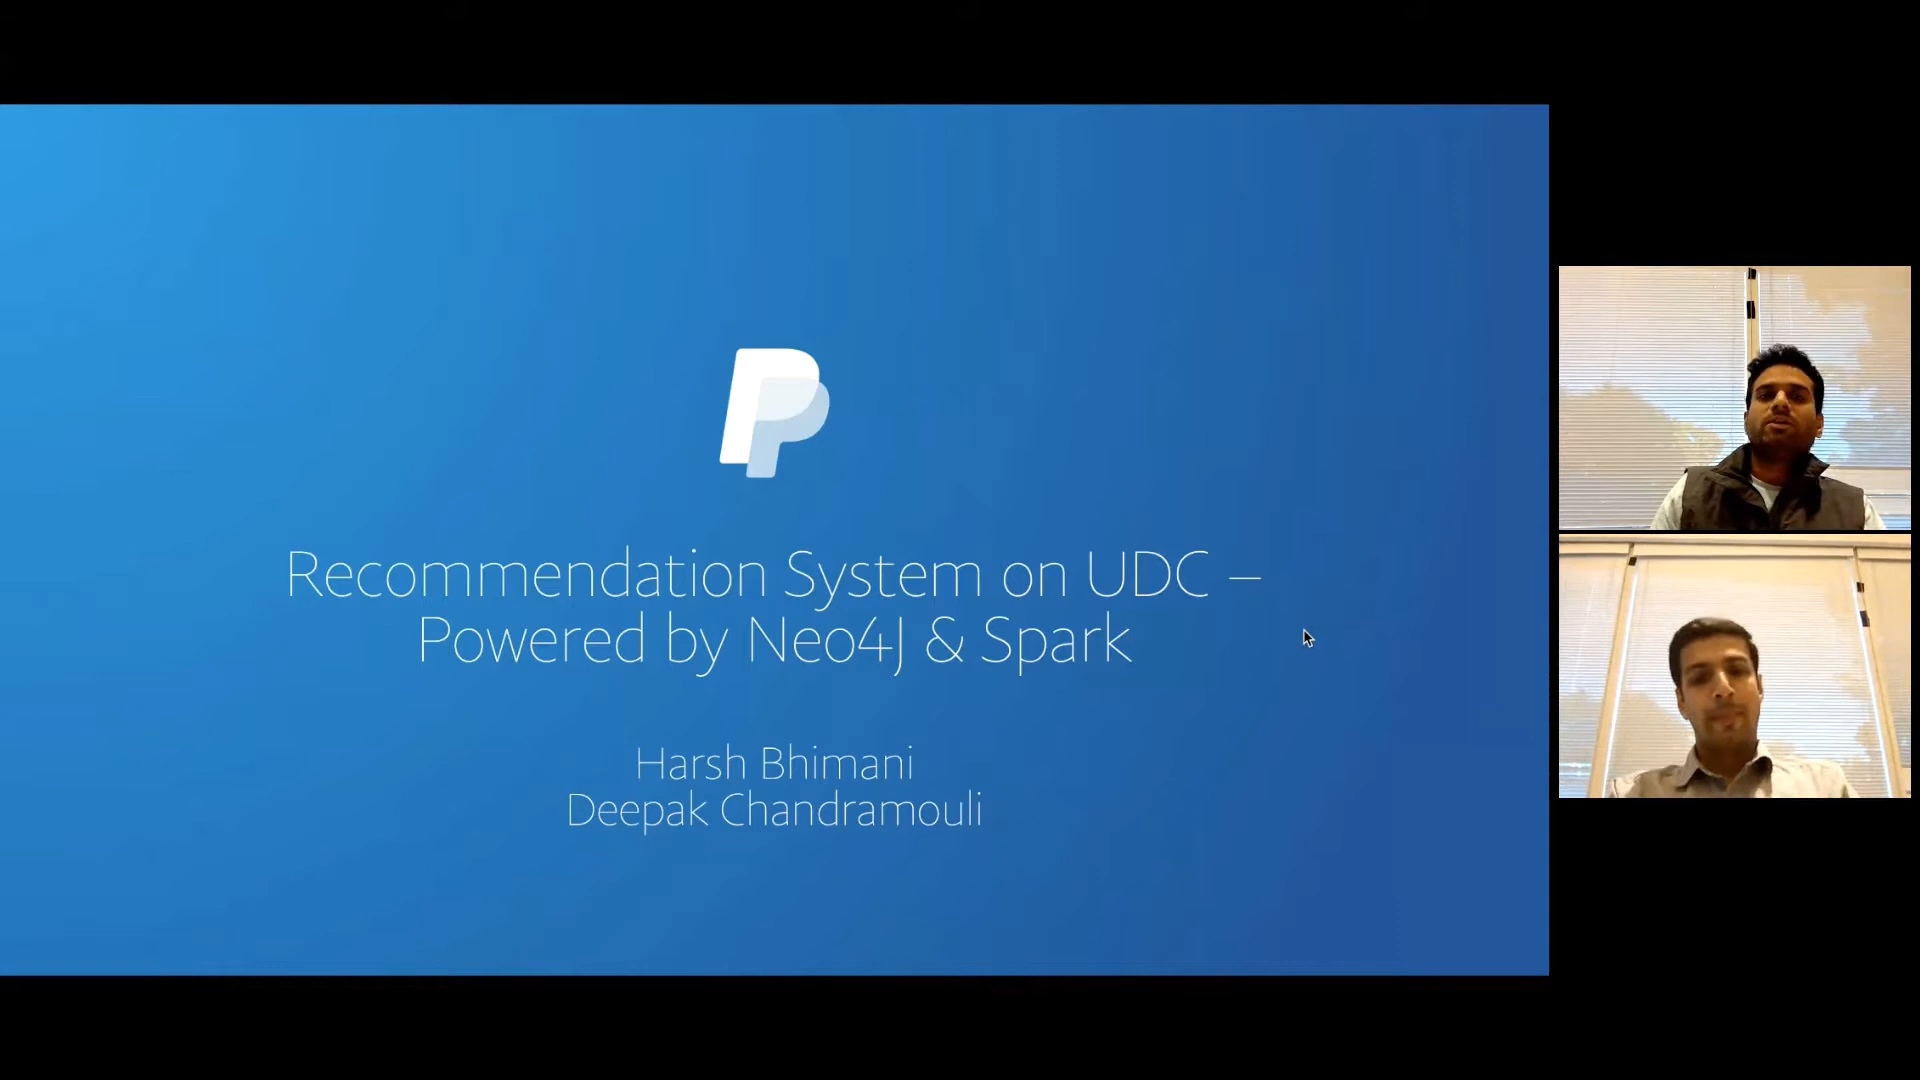 Recommendation System on UDC –
Powered by Neo4J & Spark
Harsh Bhimani
Deepak Chandramouli